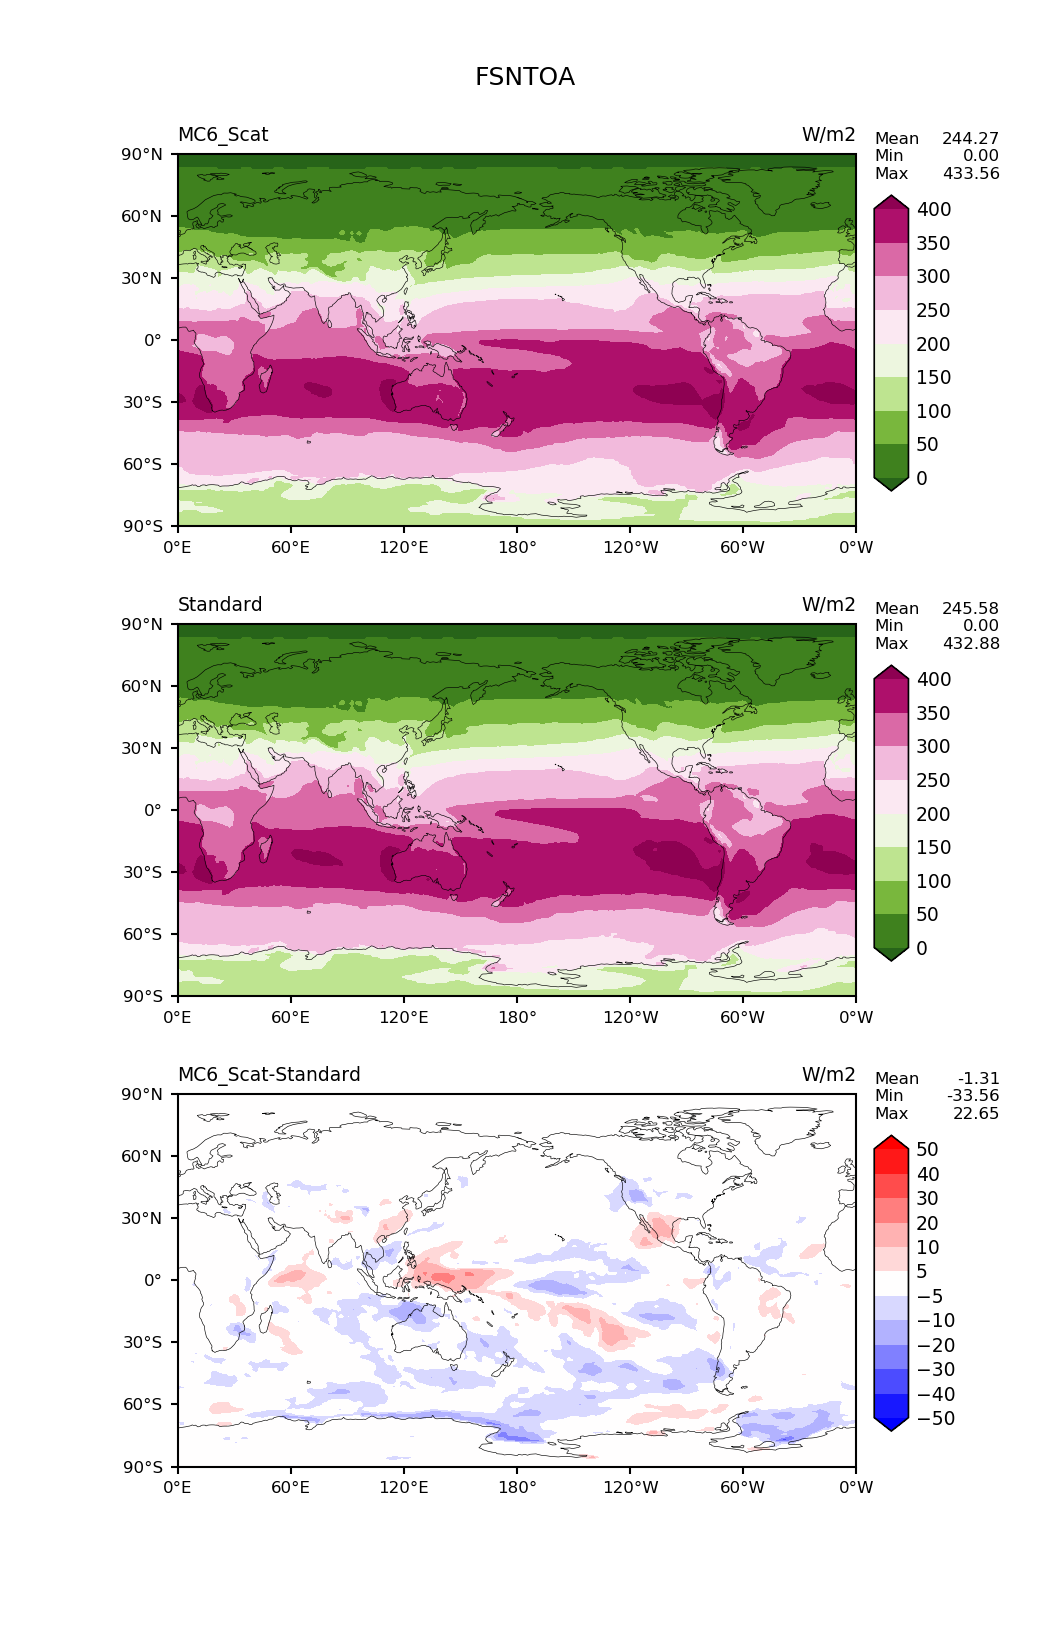 FSNTOA
MC6_Scat W/m2
Mean 244.27
Min 0.00
Max 433.56
90°N
60°N
30°N
0°
30°S
60°S
90°S
0°E 60°E 120°E 180° 120°W 60°W 0°W
400
350
300
250
200
150
100
50
0
Standard W/m2
Mean 245.58
Min 0.00
Max 432.88
90°N
60°N
30°N
0°
30°S
60°S
90°S
0°E 60°E 120°E 180° 120°W 60°W 0°W
400
350
300
250
200
150
100
50
0
MC6_Scat-Standard W/m2
Mean -1.31
Min -33.56
Max 22.65
90°N
60°N
30°N
0°
30°S
60°S
90°S
0°E 60°E 120°E 180° 120°W 60°W 0°W
50
40
30
20
10
5
−5
−10
−20
−30
−40
−50